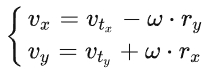 v_x = v_{t_x} − ω · r_y
v_y = v_{t_y} + ω · r_x